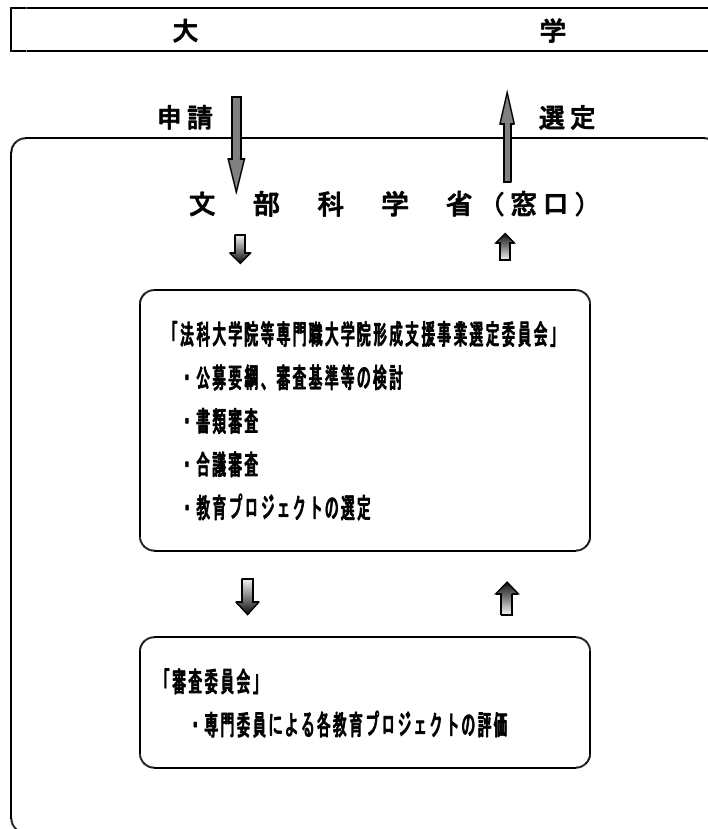 大学
申請 選定
文部科学省(窓口)
「法科大学院等専門職大学院形成支援事業選定委員会」
・公募要綱、審査基準等の検討
・書類審査
・合議審査
・教育プロジェクトの選定
「審査委員会」
・専門委員による各教育プロジェクトの評価